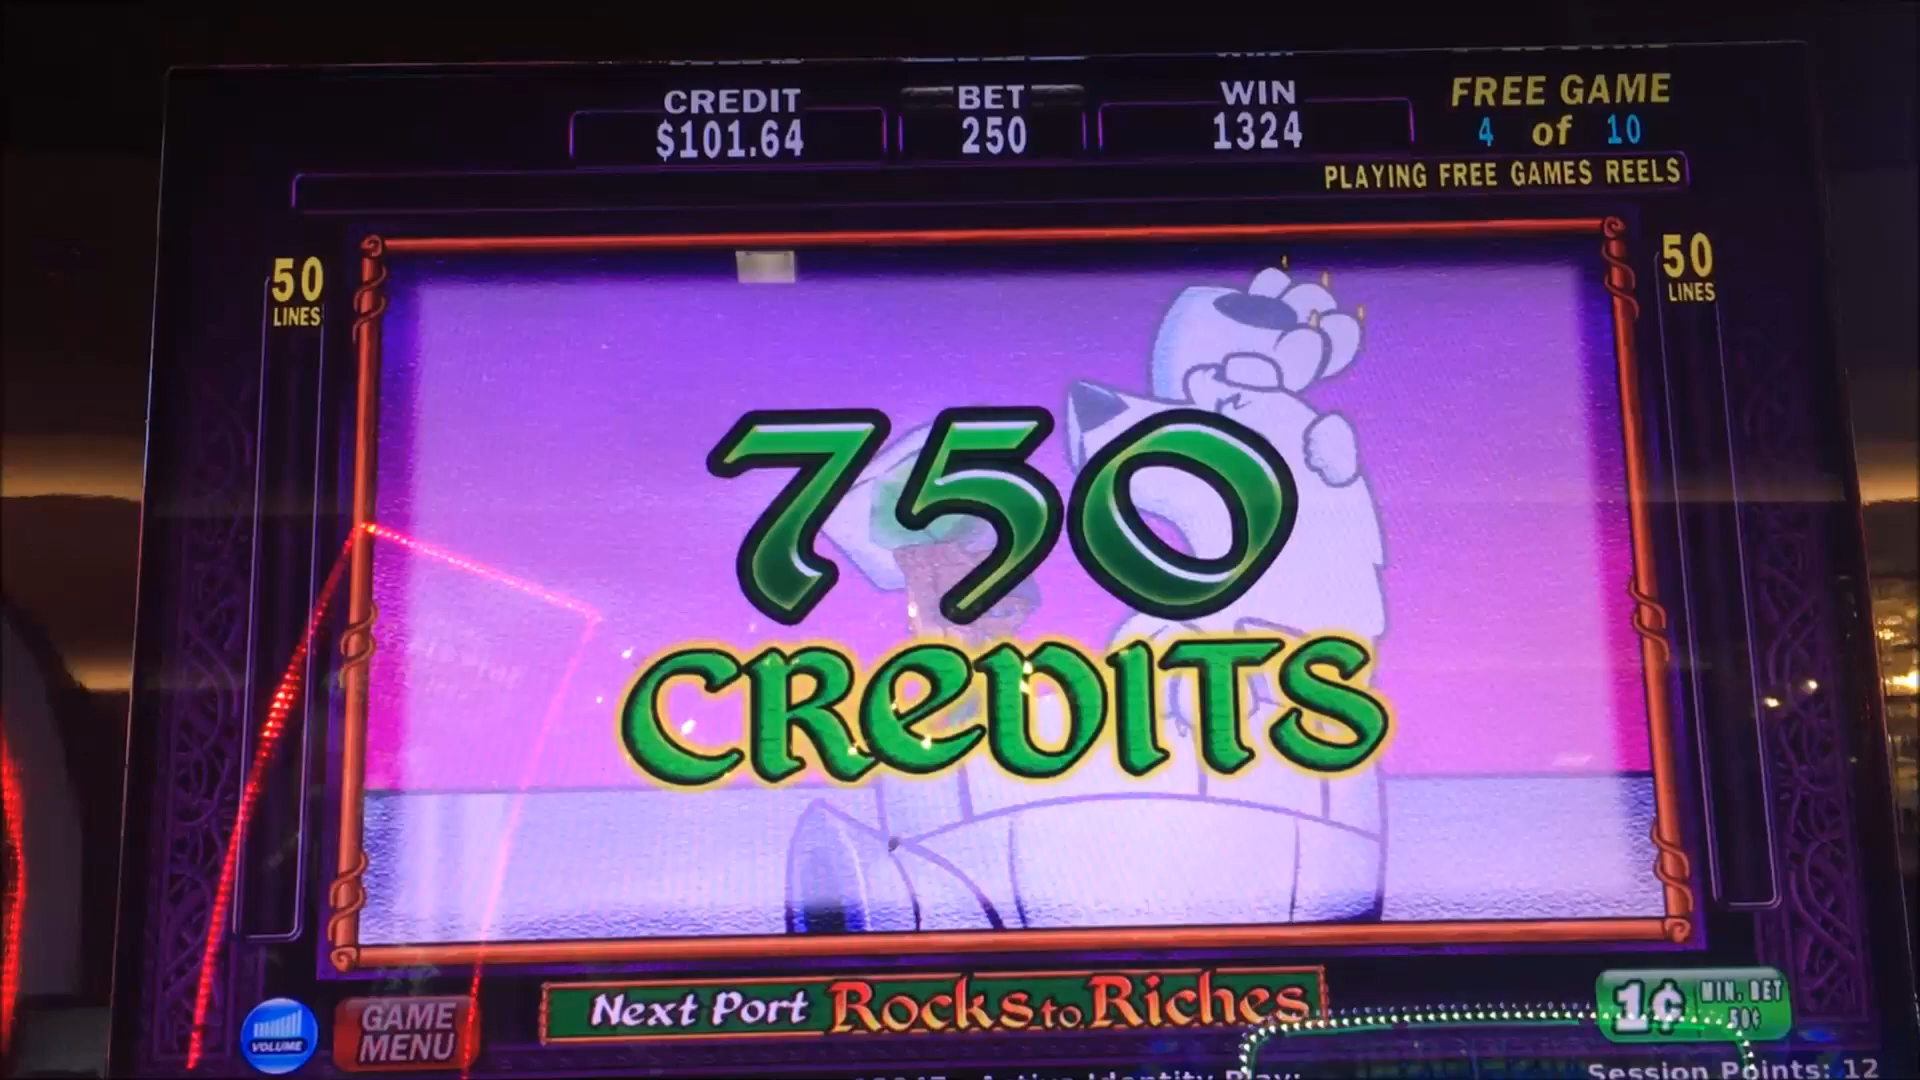 CREDIT
$101.64
BET
250
WIN
1324
FREE GAME
4 of 10
PLAYING FREE GAMES REELS
50
LINES
50
LINES
750
CREDITS
VOLUME
GAME
MENU
Next Port Rocks to Riches
1¢ MIN. BET
50¢
Session Points: 12